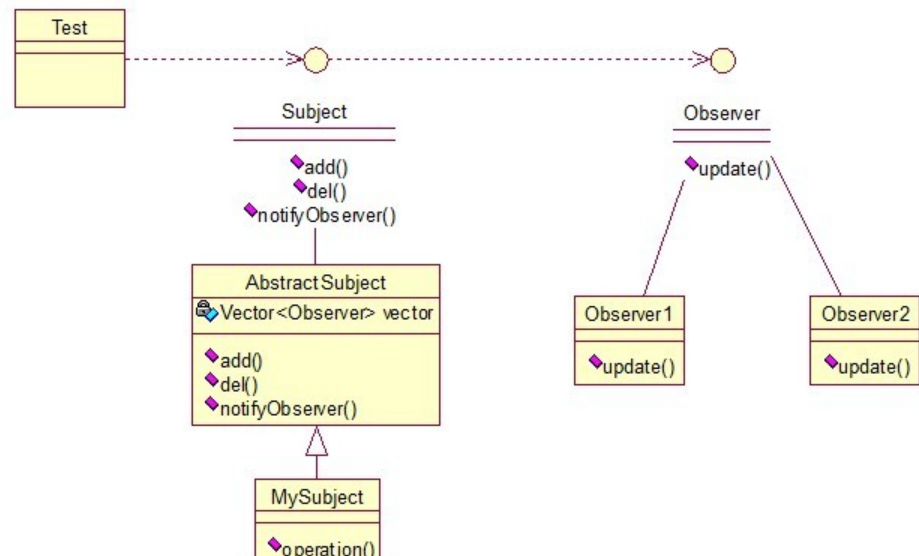 Test
Subject
add()
del()
notifyObserver()
Observer
update()
AbstractSubject
Vector<Observer> vector
add()
del()
notifyObserver()
Observer1
update()
Observer2
update()
MySubject
operation()